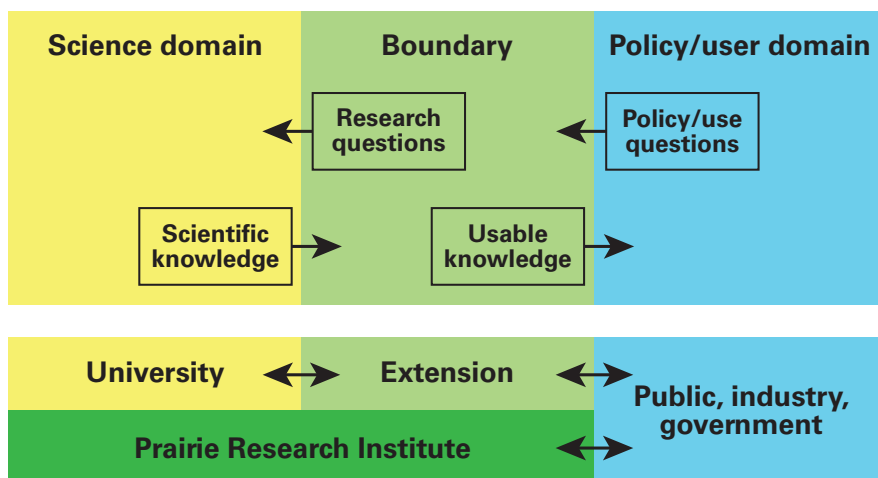 Science domain
Boundary
Policy/user domain
Research
questions
Policy/use
questions
Scientific
knowledge
Usable
knowledge
University
Extension
Public, industry,
government
Prairie Research Institute